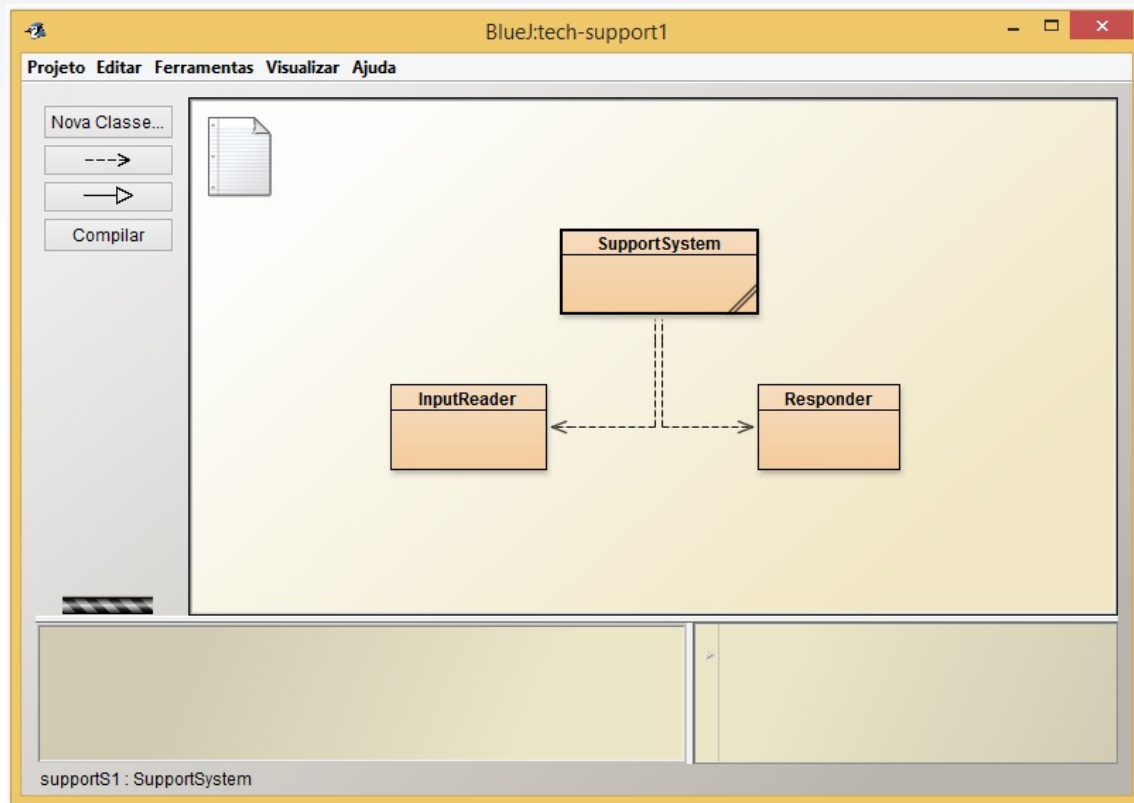 BlueJ:tech-support1
Projeto Editar Ferramentas Visualizar Ajuda
Nova Classe...
Compilar
SupportSystem
InputReader
Responder
supportS1 : SupportSystem